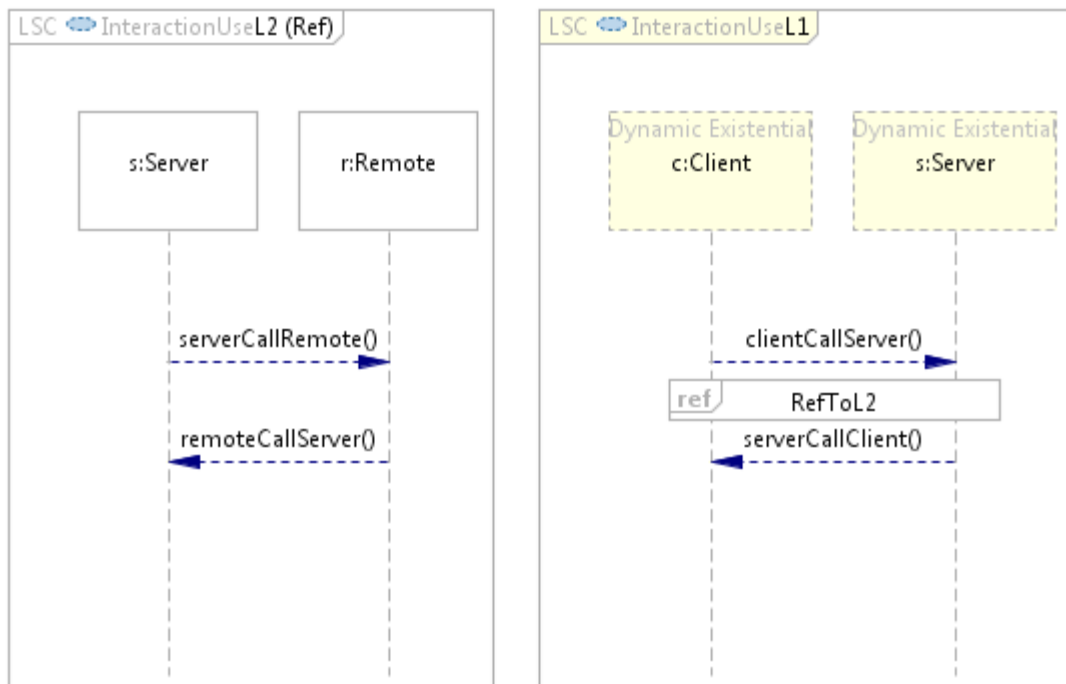 LSC InteractionUseL2 (Ref)
s:Server
r:Remote
serverCallRemote()
remoteCallServer()
LSC InteractionUseL1
Dynamic Existential
c:Client
Dynamic Existential
s:Server
clientCallServer()
ref
RefToL2
serverCallClient()